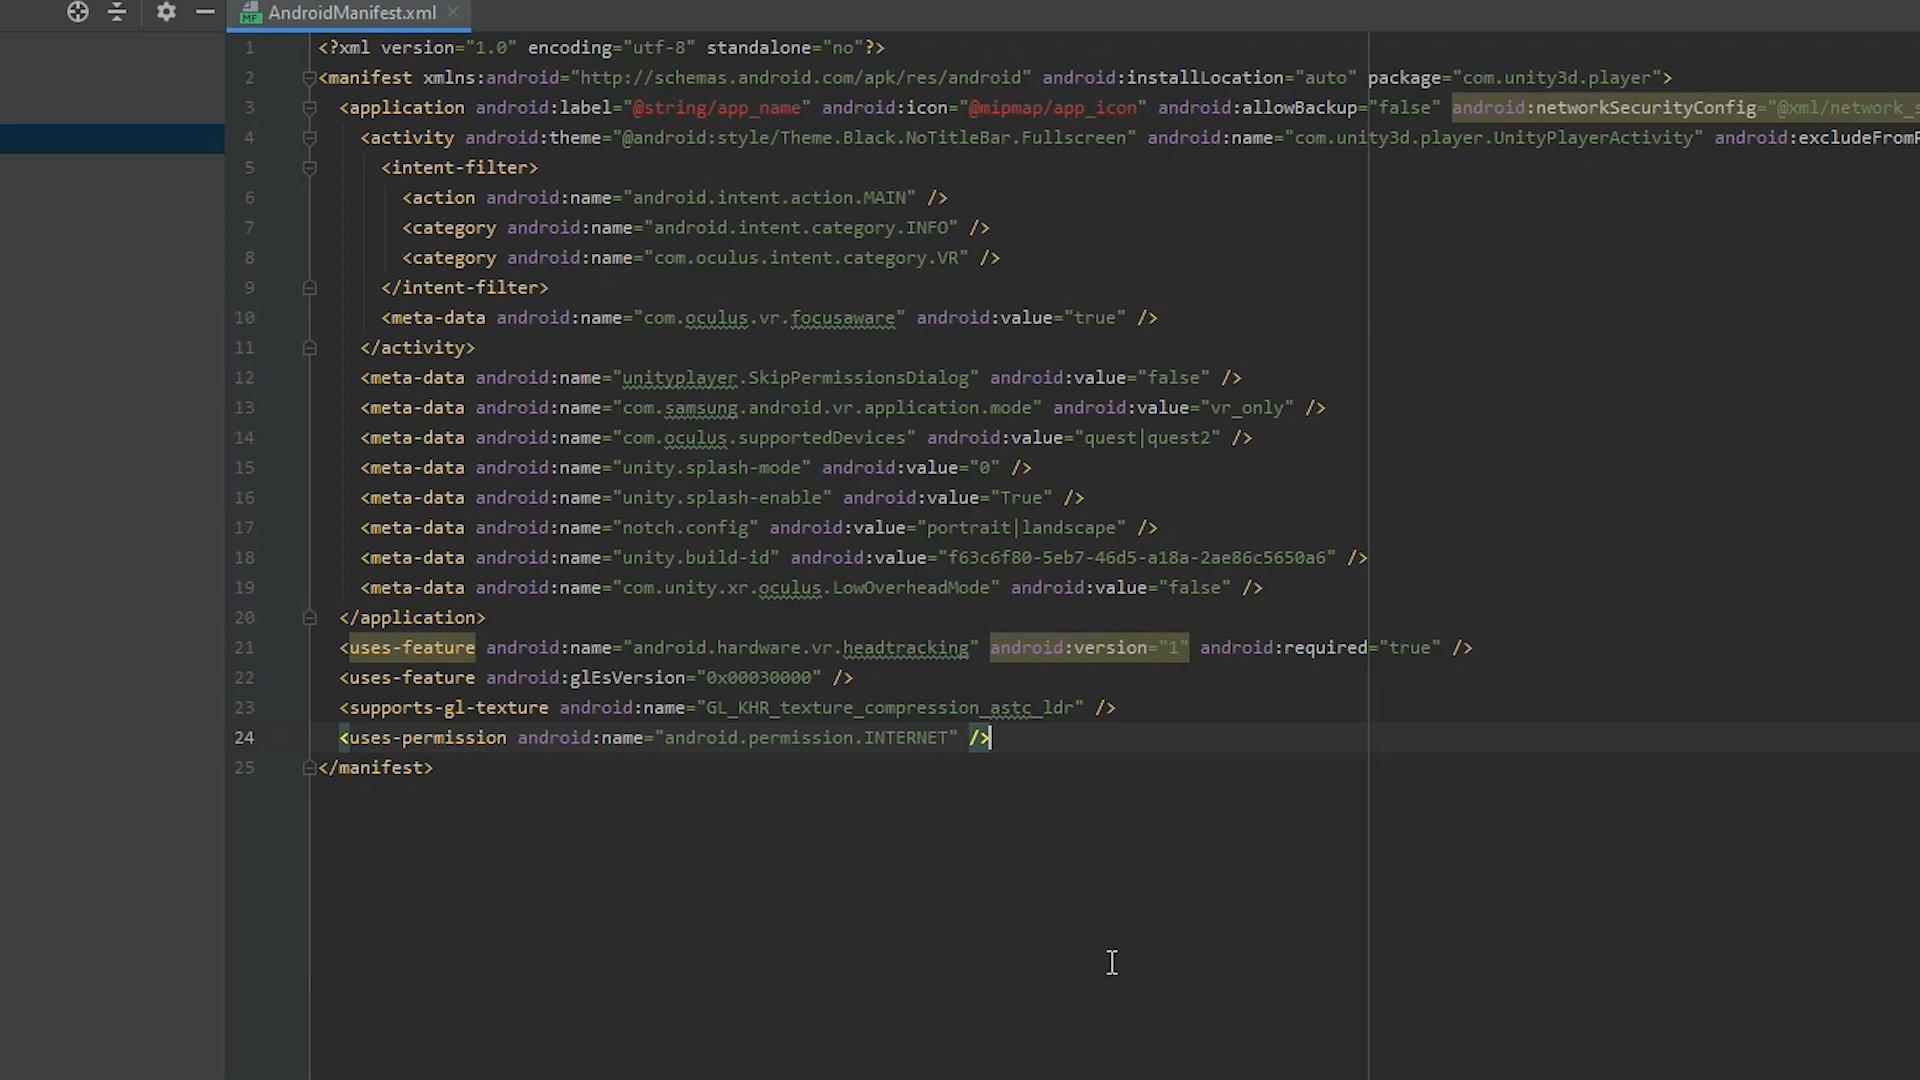 AndroidManifest.xml
1 <?xml version="1.0" encoding="utf-8" standalone="no"?>
2 <manifest xmlns:android="http://schemas.android.com/apk/res/android" android:installLocation="auto" package="com.unity3d.player">
3 <application android:label="@string/app_name" android:icon="@mipmap/app_icon" android:allowBackup="false" android:networkSecurityConfig="@xml/network_s
4 <activity android:theme="@android:style/Theme.Black.NoTitleBar.Fullscreen" android:name="com.unity3d.player.UnityPlayerActivity" android:excludeFrom
5 <intent-filter>
6 <action android:name="android.intent.action.MAIN" />
7 <category android:name="android.intent.category.INFO" />
8 <category android:name="com.oculus.intent.category.VR" />
9 </intent-filter>
10 <meta-data android:name="com.oculus.vr.focusaware" android:value="true" />
11 </activity>
12 <meta-data android:name="unityplayer.SkipPermissionsDialog" android:value="false" />
13 <meta-data android:name="com.samsung.android.vr.application.mode" android:value="vr_only" />
14 <meta-data android:name="com.oculus.supportedDevices" android:value="quest|quest2" />
15 <meta-data android:name="unity.splash-mode" android:value="0" />
16 <meta-data android:name="unity.splash-enable" android:value="True" />
17 <meta-data android:name="notch.config" android:value="portrait|landscape" />
18 <meta-data android:name="unity.build-id" android:value="f63c6f80-5eb7-46d5-a18a-2ae86c5650a6" />
19 <meta-data android:name="com.unity.xr.oculus.LowOverheadMode" android:value="false" />
20 </application>
21 <uses-feature android:name="android.hardware.vr.headtracking" android:version="1" android:required="true" />
22 <uses-feature android:glEsVersion="0x00030000" />
23 <supports-gl-texture android:name="GL_KHR_texture_compression_astc_ldr" />
24 <uses-permission android:name="android.permission.INTERNET" />
25 </manifest>